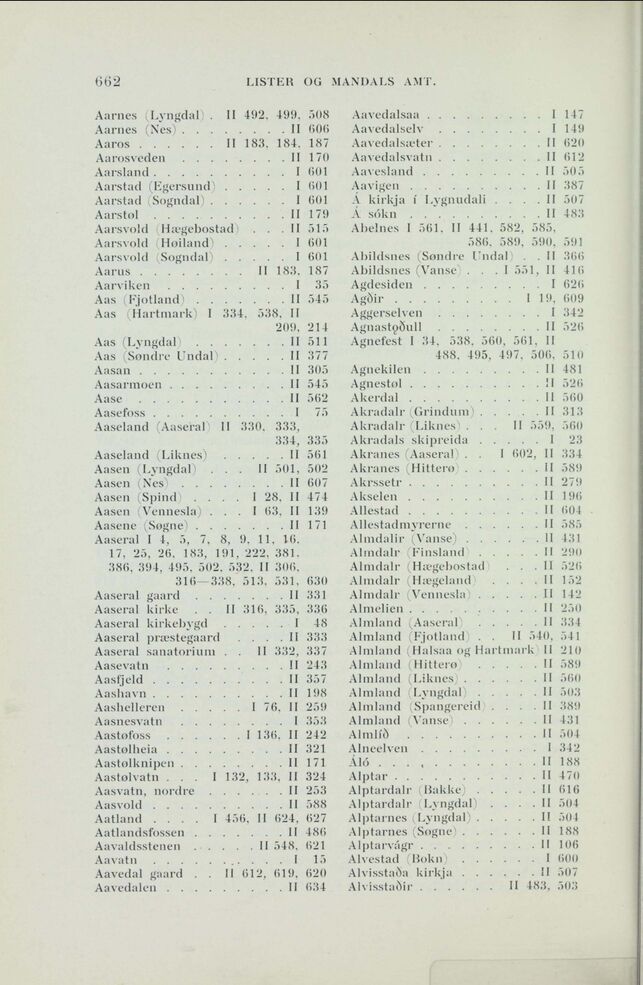 662
LISTER OG MANDALS AMT.
Aarnes (Lyngdal) . II 492, 499, 508
Aarnes (Nes) . . . . . . . . II 606
Aaros . . . . . . II 183, 184, 187
Aarosveden . . . . . . . . II 170
Aarsland . . . . . . . . . . I 601
Aarstad (Egersund) . . . . . I 601
Aarstad (Sogndal) . . . . . . I 601
Aarstøl . . . . . . . . . . II 179
Aarsvold (Hægebostad) . . . II 515
Aarsvold (Høiland) . . . . . I 601
Aarsvold (Sogndal) . . . . . I 601
Aarus . . . . . . . . II 183, 187
Aarviken . . . . . . . . . . I 35
Aas (Fjotland) . . . . . . . II 545
Aas (Hartmark) I 334, 538, II
209, 214
Aas (Lyngdal) . . . . . . . II 511
Aas (Søndre Undal) . . . . . II 377
Aasan . . . . . . . . . . . II 305
Aasarmoen . . . . . . . . . II 545
Aase . . . . . . . . . . . II 562
Aasefoss . . . . . . . . . . I 75
Aaseland (Aaseral) II 330, 333,
334, 335
Aaseland (Liknes) . . . . . II 561
Aasen (Lyngdal) . . . II 501, 502
Aasen (Nes) . . . . . . . . II 607
Aasen (Spind) . . . . I 28, II 474
Aasen (Vennesla) . . . I 63, II 139
Aasene (Søgne) . . . . . . . II 171
Aaseral I 4, 5, 7, 8, 9, 11, 16,
17, 25, 26, 183, 191, 222, 381,
386, 394, 495, 502, 532, II 306,
316—338, 513, 531, 630
Aaseral gaard . . . . . . . II 331
Aaseral kirke . . II 316, 335, 336
Aaseral kirkebygd . . . . . I 48
Aaseral præstegaard . . . . II 333
Aaseral sanatorium . . II 332, 337
Aasevatn . . . . . . . . . II 243
Aasfjeld . . . . . . . . . . II 357
Aashavn . . . . . . . . . . II 198
Aashelleren . . . . . I 76, II 259
Aasnesvatn . . . . . . . . . I 353
Aastøfoss . . . . . . I 136, II 242
Aastølheia . . . . . . . . . II 321
Aastølknipen . . . . . . . . II 171
Aastølvatn . . . I 132, 133, II 324
Aasvatn, nordre . . . . . . II 253
Aasvold . . . . . . . . . . II 588
Aatland . . . . I 456, II 624, 627
Aatlandsfossen . . . . . . . II 486
Aavaldsstenen . . . . . II 548, 621
Aavatn . . . . . . . . . . I 15
Aavedal gaard . . II 612, 619, 620
Aavedalen . . . . . . . . . II 634
Aavedalsaa . . . . . . . . . I 147
Aavedalselv . . . . . . . . I 149
Aavedalsæter . . . . . . . . II 620
Aavedalsvatn . . . . . . . . II 612
Aavesland . . . . . . . . . II 505
Aavigen . . . . . . . . . . II 387
Á kirkja í Lygnudali . . . . II 507
Á sókn . . . . . . . . . . II 483
Abelnes I 561, II 441, 582, 585,
586, 589, 590, 591
Abildsnes (Søndre Undal) . . II 366
Abildsnes (Vanse) . . . I 551, II 416
Agdesiden . . . . . . . . . I 626
Agðir . . . . . . . . . I 19, 609
Aggerselven . . . . . . . . I 342
Agnastøðull . . . . . . . . II 526
Agnefest I 34, 538, 560, 561, II
488, 495, 497, 506, 510
Agnekilen . . . . . . . . . II 481
Agnestøl . . . . . . . . . . II 526
Akerdal . . . . . . . . . . II 560
Akradalr (Grindum) . . . . . II 313
Akradalr (Liknes) . . . II 559, 560
Akradals skipreida . . . . . I 23
Akranes (Aaseral) . . I 602, II 334
Akranes (Hitterø) . . . . . II 589
Akrssetr . . . . . . . . . . II 279
Akselen . . . . . . . . . . II 196
Allestad . . . . . . . . . . II 604
Allestadmyrerne . . . . . . II 585
Almdalir (Vanse) . . . . . . II 431
Almdalr (Finsland) . . . . . II 290
Almdalr (Hægebostad) . . . II 526
Almdalr (Hægeland) . . . . II 152
Almdalr (Vennesla) . . . . . II 142
Almelien . . . . . . . . . . II 250
Almland (Aaseral) . . . . . II 334
Almland (Fjotland) . . II 540, 541
Almland (Halsaa og Hartmark) II 210
Almland (Hitterø) . . . . . II 589
Almland (Liknes) . . . . . . II 560
Almland (Lyngdal) . . . . . II 503
Almland (Spangereid) . . . . II 389
Almland (Vanse) . . . . . . II 431
Almlíð . . . . . . . . . . II 504
Alneelven . . . . . . . . . I 342
Áló . . . . . . . . . . . . II 188
Alptar . . . . . . . . . . . II 470
Alptardalr (Bakke) . . . . . II 616
Alptardalr (Lyngdal) . . . . II 504
Alptarnes (Lyngdal) . . . . . II 504
Alptarnes (Søgne) . . . . . . II 188
Alptarvágr . . . . . . . . . II 106
Alvestad (Bokn) . . . . . . I 600
Alvisstaða kirkja . . . . . . II 507
Alvisstaðir . . . . . . II 483, 503